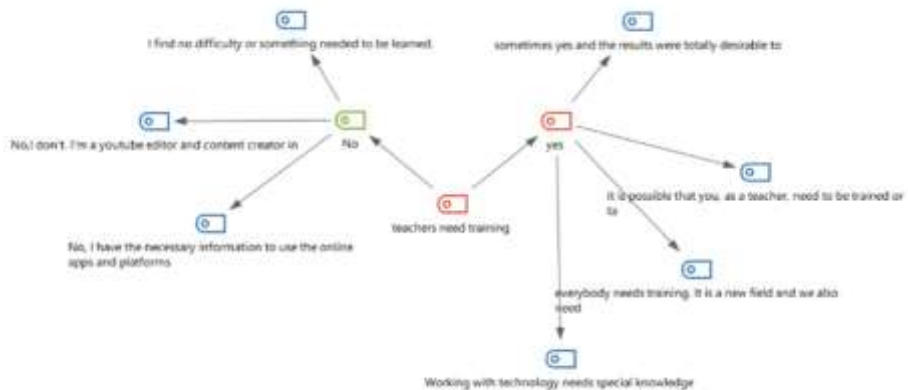 I find no difficulty or something needed to be learned.
sometimes yes and the results were totally desirable to
No,I don't. I'm a youtube editor and content creator in
No
yes
It is possible that you, as a teacher, need to be trained or
to
teachers need training
No, I have the necessary information to use the online
apps and platforms
everybody needs training. It is a new field and we also
need
Working with technology needs special knowledge